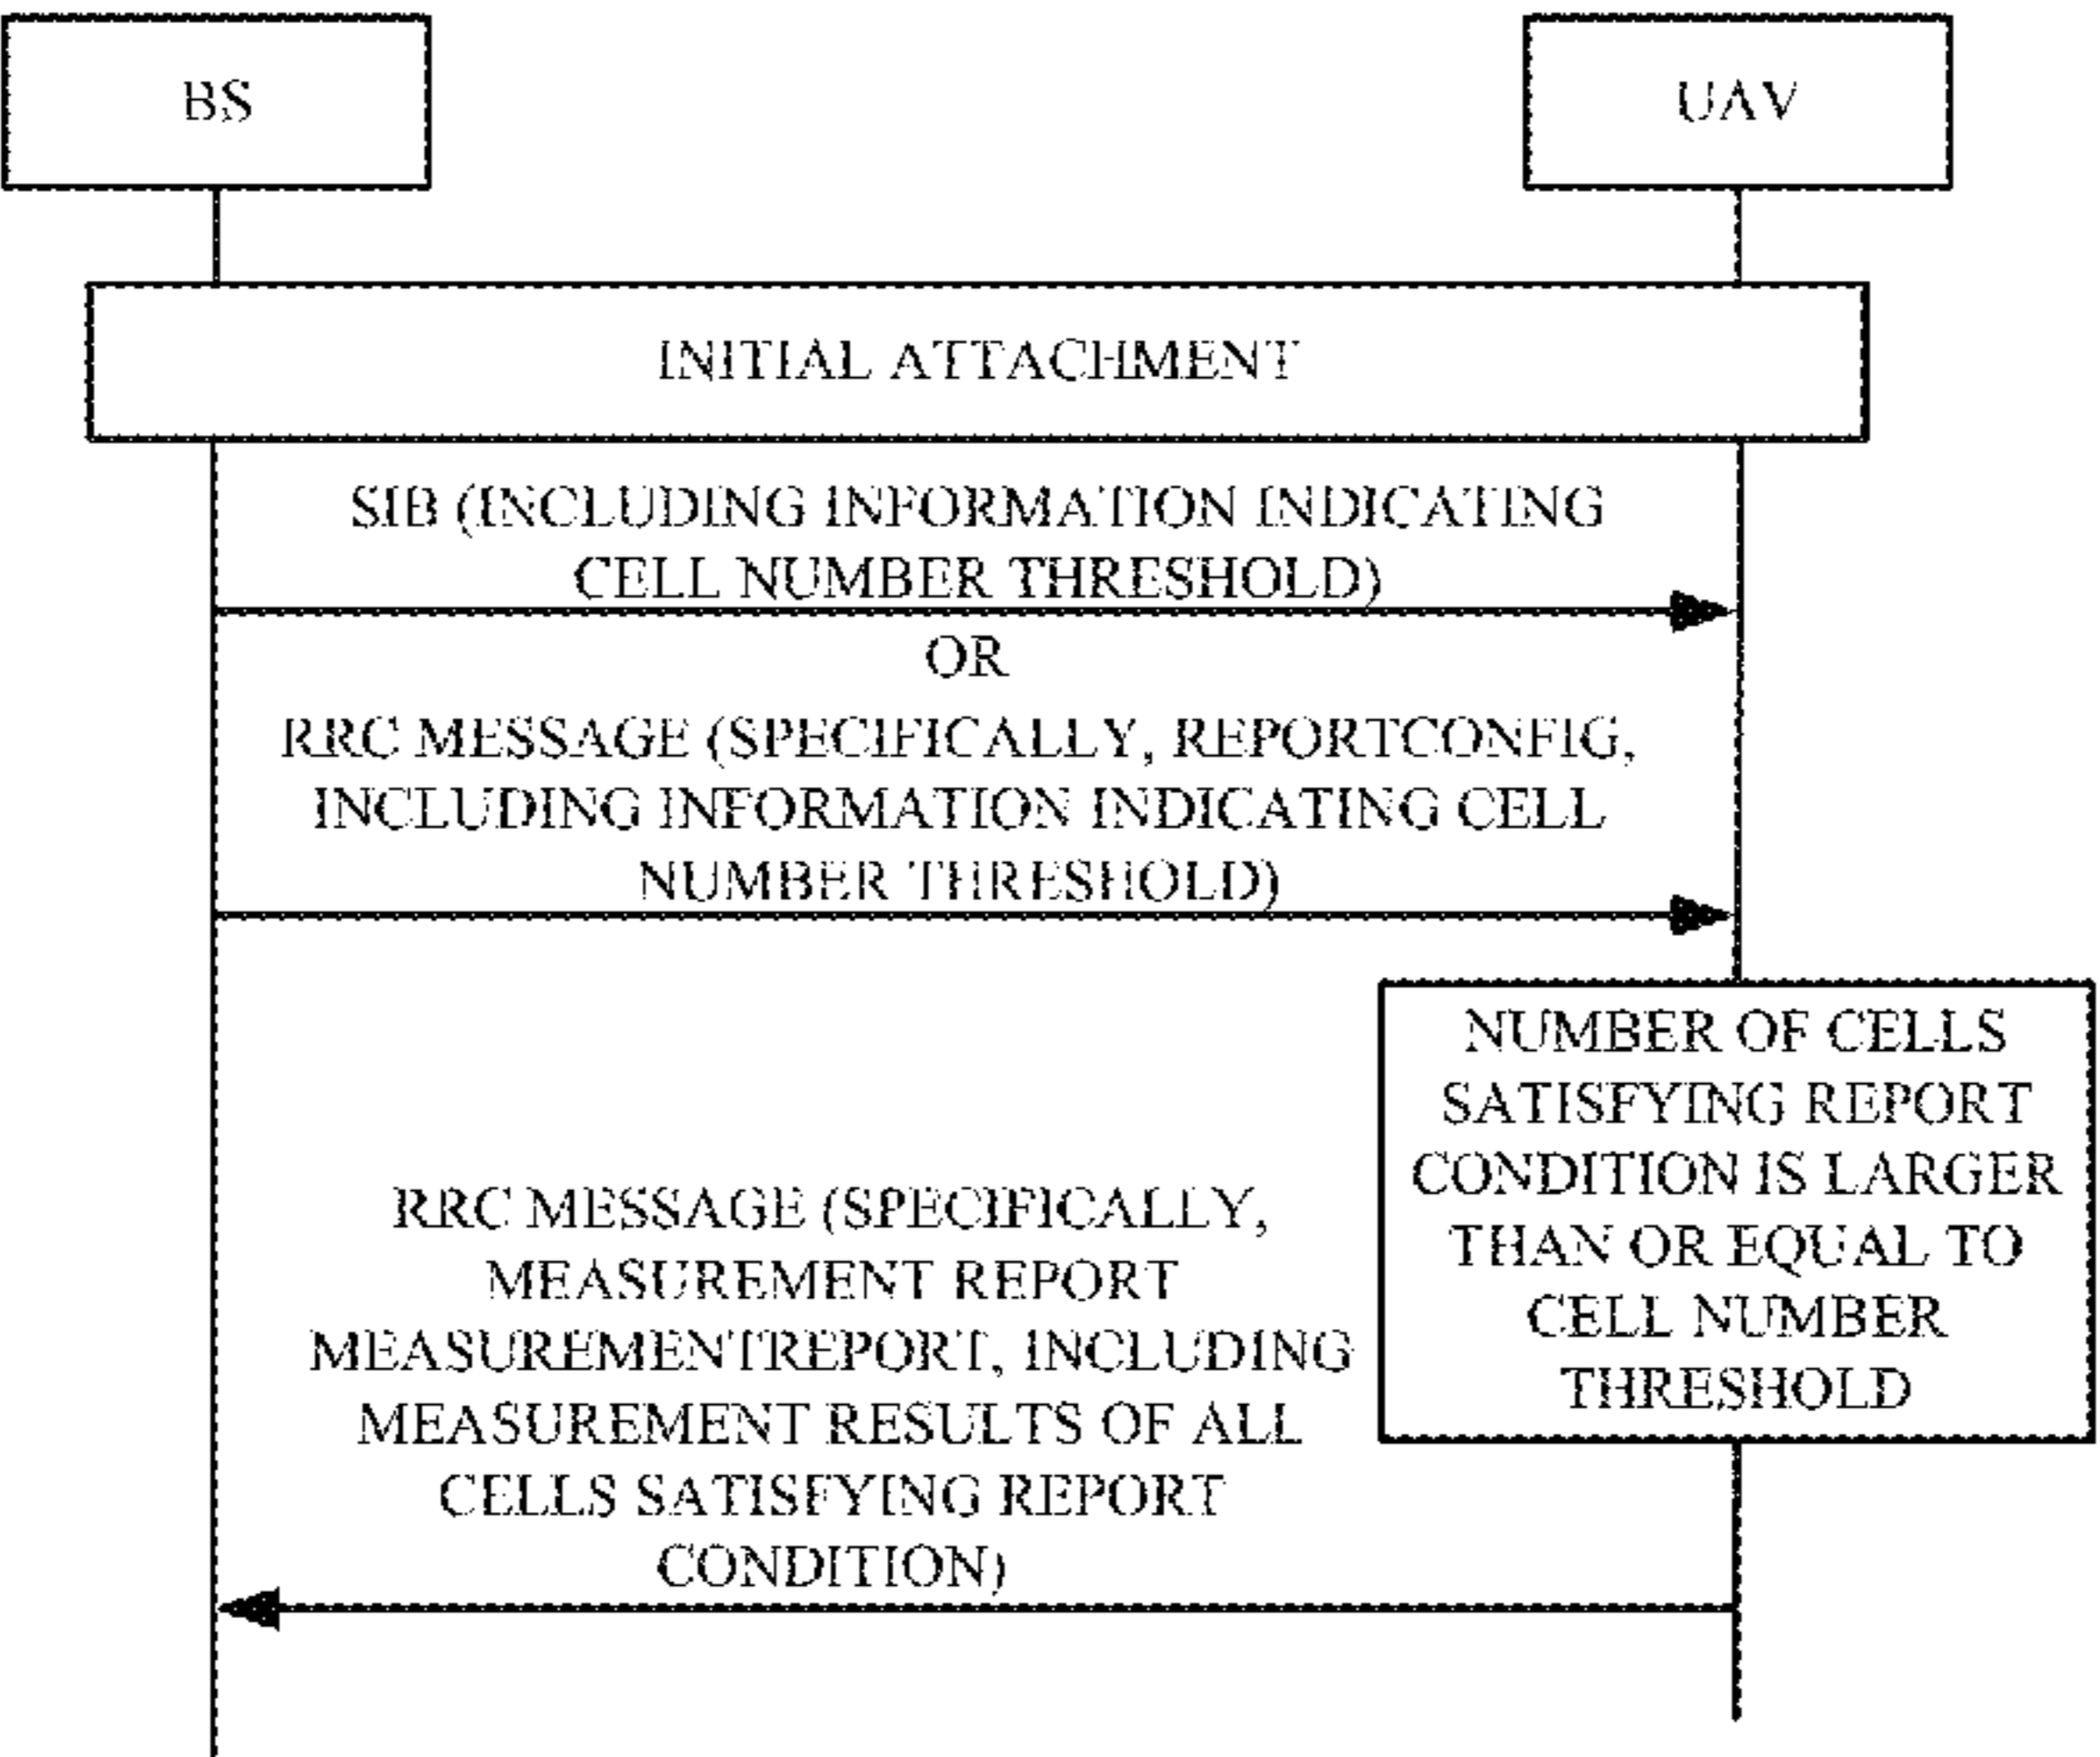 BS
UAV
INITIAL ATTACHMENT
SIB (INCLUDING INFORMATION INDICATING
CELL NUMBER THRESHOLD)
OR
RRC MESSAGE (SPECIFICALLY, REPORTCONFIG,
INCLUDING INFORMATION INDICATING CELL
NUMBER THRESHOLD)
NUMBER OF CELLS
SATISFYING REPORT
CONDITION IS LARGER
THAN OR EQUAL TO
CELL NUMBER
THRESHOLD
RRC MESSAGE (SPECIFICALLY,
MEASUREMENT REPORT
MEASUREMENTREPORT, INCLUDING
MEASUREMENT RESULTS OF ALL
CELLS SATISFYING REPORT
CONDITION)